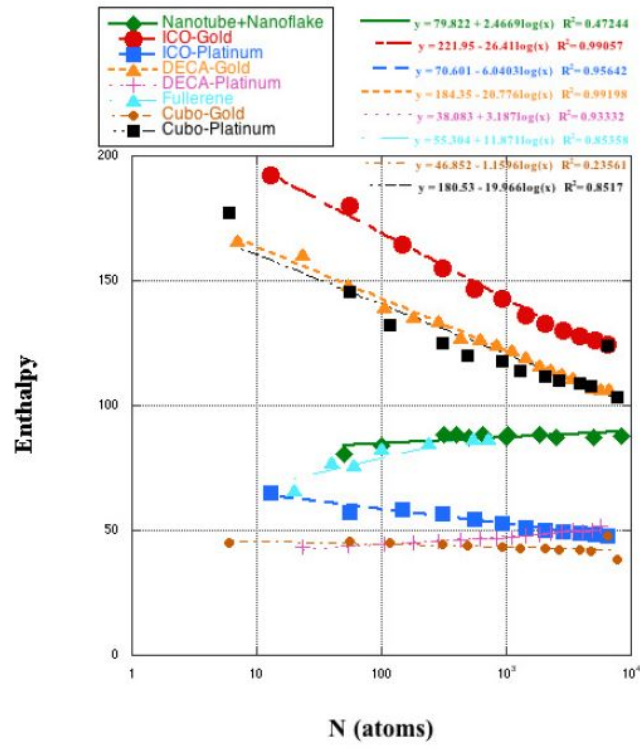 Nanotube+Nanoflake
ICO-Gold
ICO-Platinum
DECA-Gold
DECA-Platinum
Fullerene
Cubo-Gold
Cubo-Platinum
y = 79.822 + 2.4669log(x) R²= 0.47244
y = 221.95 - 26.41log(x) R²= 0.99057
y = 70.601 - 6.0403log(x) R²= 0.95642
y = 184.35 - 20.776log(x) R²= 0.99198
y = 38.083 + 3.187log(x) R²= 0.93332
y = 55.304 + 11.871log(x) R²= 0.85358
y = 46.852 - 1.1596log(x) R²= 0.23561
y = 180.53 - 19.966log(x) R²= 0.8517
200
150
100
50
0
Enthalpy
1 10 100 10³ 10⁴
N (atoms)